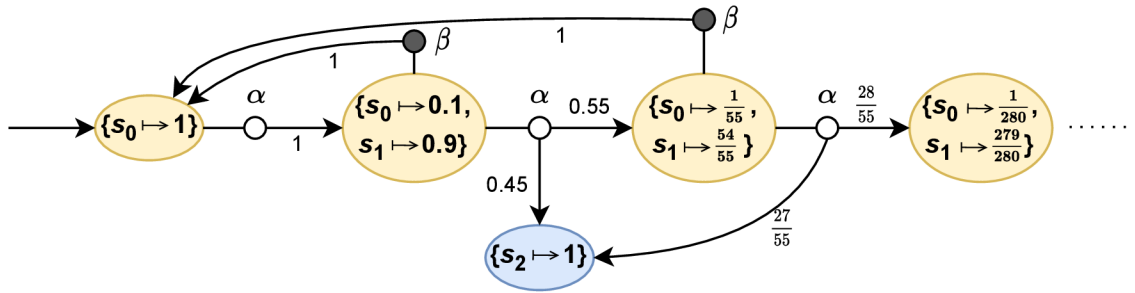 β
1
β
1
{s₀ ↦ 1}
α
1
{s₀ ↦ 0.1,
s₁ ↦ 0.9}
α
0.55
0.45
{s₀ ↦ 1/55,
s₁ ↦ 54/55}
α
28/55
27/55
{s₀ ↦ 1/280,
s₁ ↦ 279/280}
......
{s₂ ↦ 1}